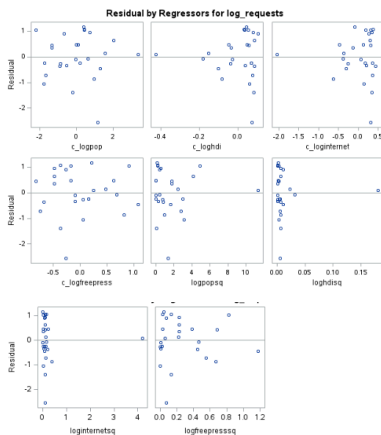 Residual by Regressors for log_requests
Residual
1
0
-1
-2
-2 0 2
c_logpop
-0.4 -0.2 0.0
c_loghdi
-2.0 -1.5 -1.0 -0.5 0.0 0.5
c_loginternet
Residual
1
0
-1
-2
-0.5 0.0 0.5 1.0
c_logfreepress
0 2 4 6 8 10
logpopsq
0.00 0.05 0.10 0.15
loghdisq
Residual
1
0
-1
-2
0 1 2 3 4
loginternetsq
0.0 0.2 0.4 0.6 0.8 1.0 1.2
logfreepresssq